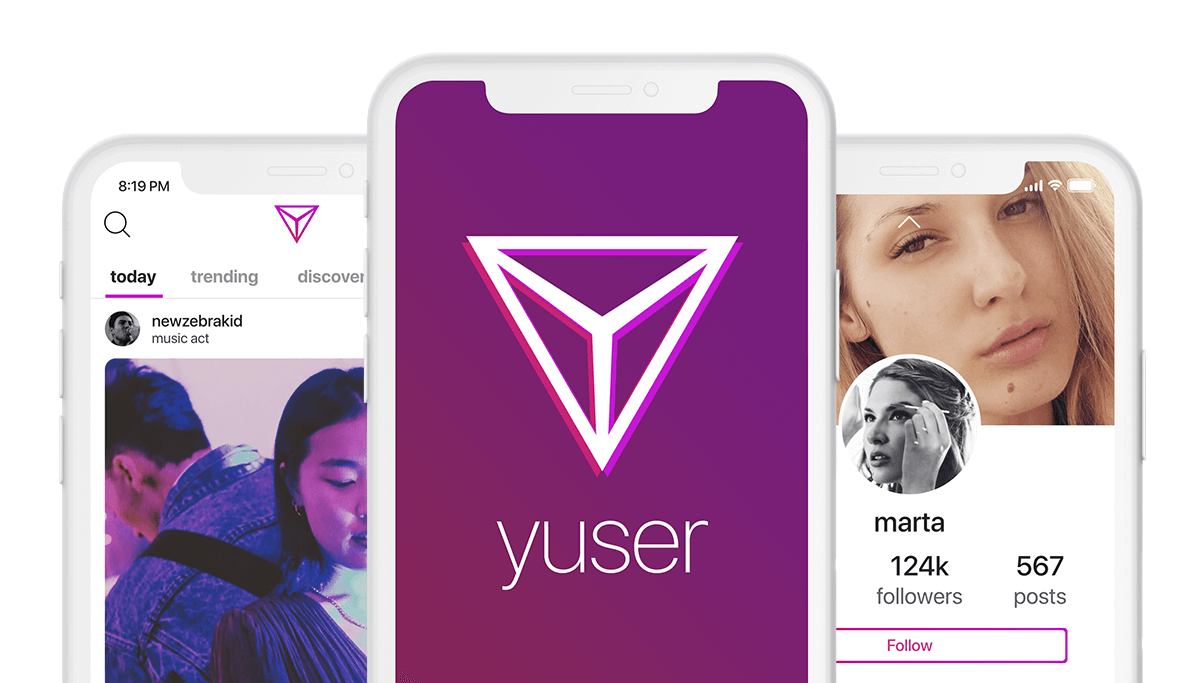 8:19 PM
today trending discover
newzebrakid
music act
yuser
marta
124k 567
followers posts
Follow